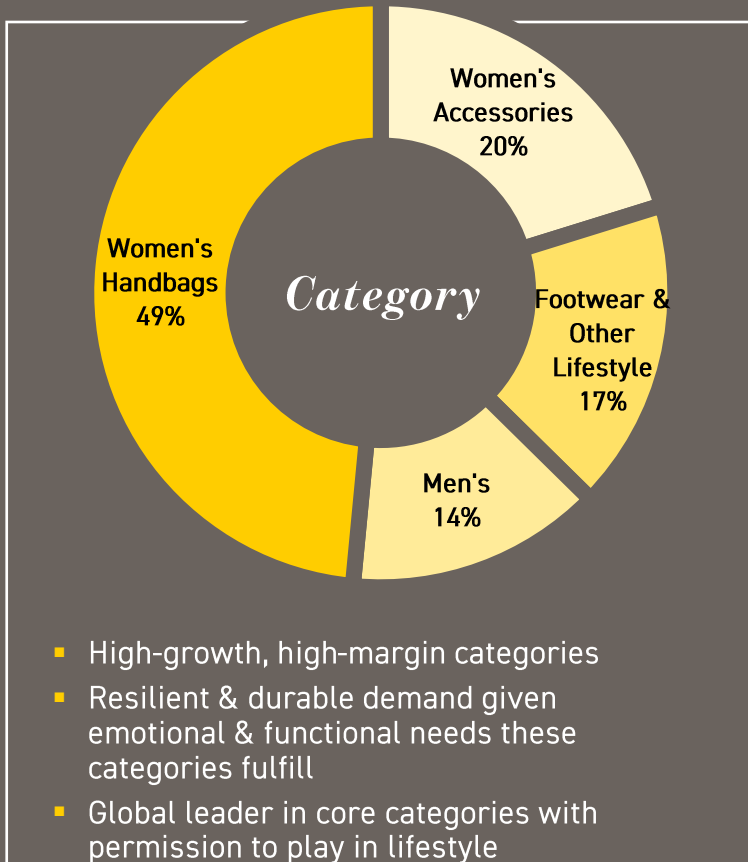 Women's
Accessories
20%
Women's
Handbags
49%
Category
Footwear &
Other
Lifestyle
17%
Men's
14%
▪ High-growth, high-margin categories
▪ Resilient & durable demand given
emotional & functional needs these
categories fulfill
▪ Global leader in core categories with
permission to play in lifestyle